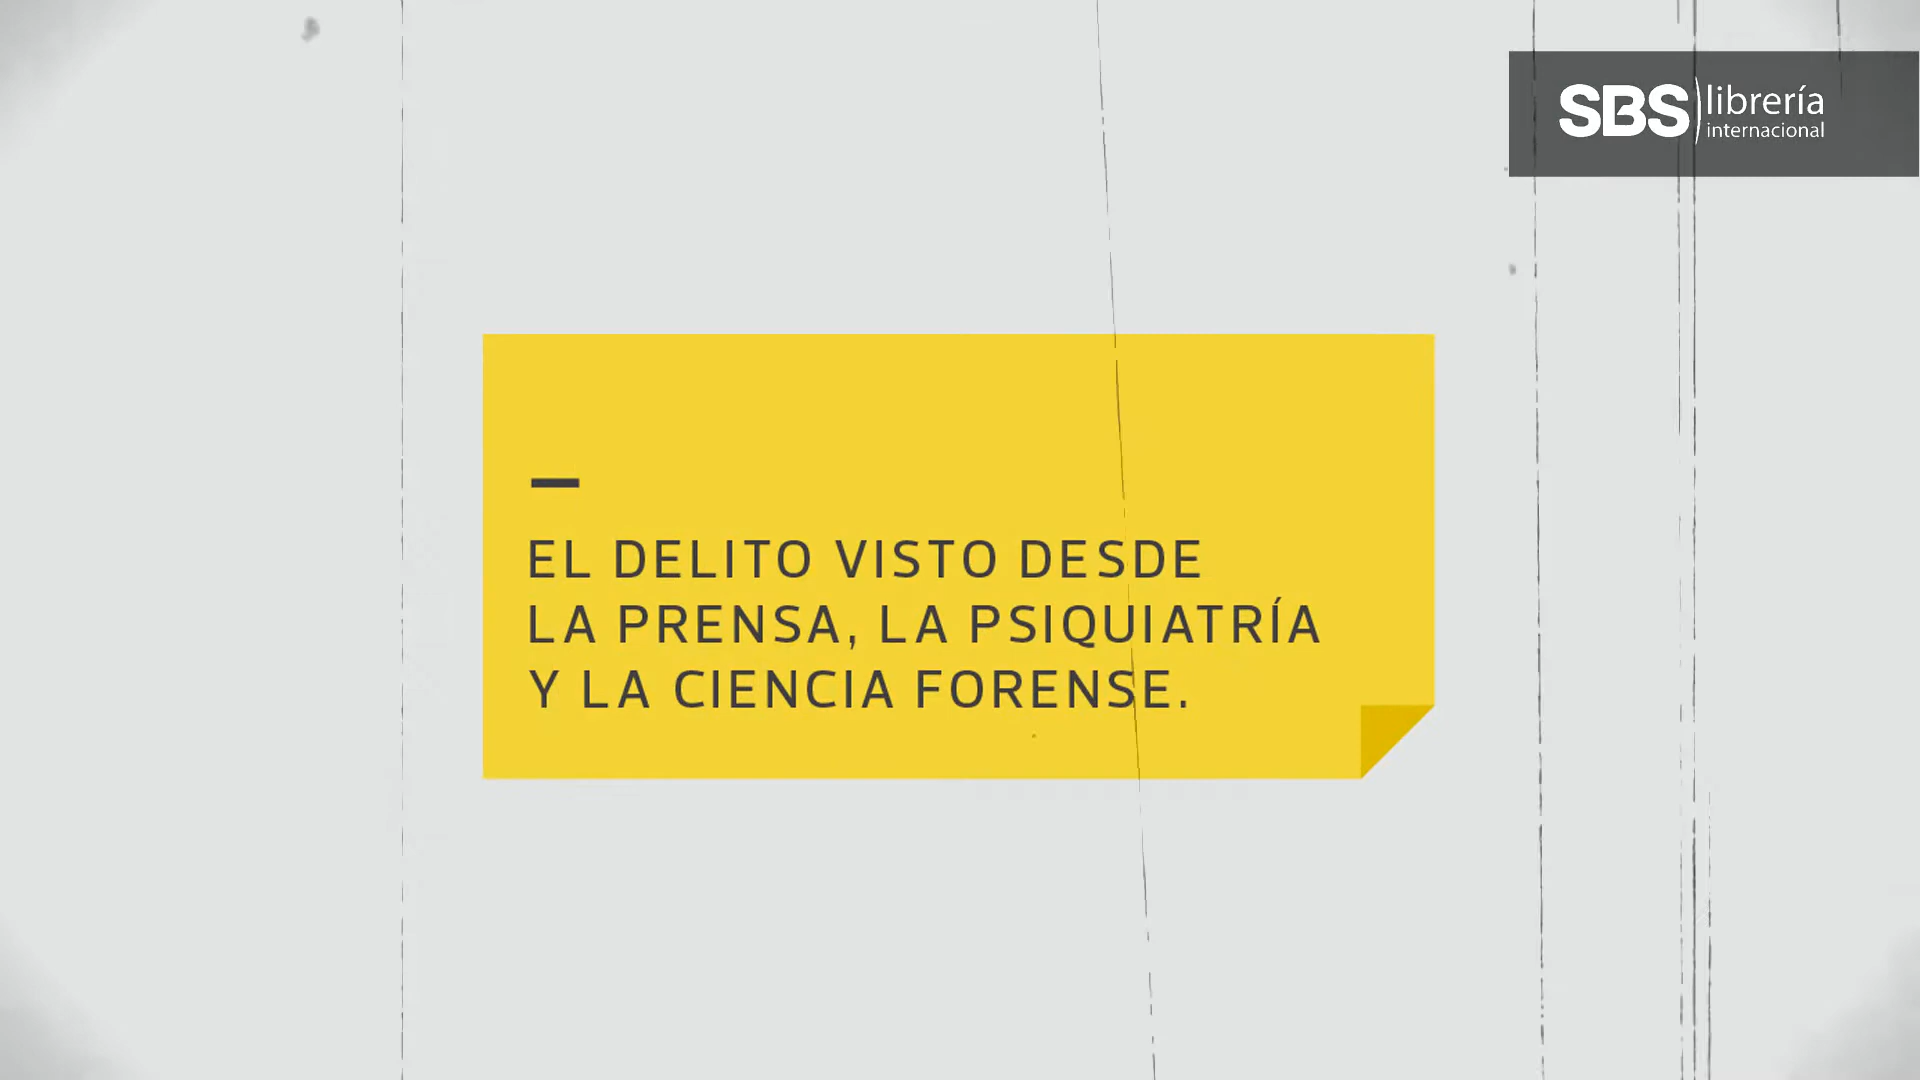 SBS librería
internacional
EL DELITO VISTO DESDE
LA PRENSA, LA PSIQUIATRÍA
Y LA CIENCIA FORENSE.